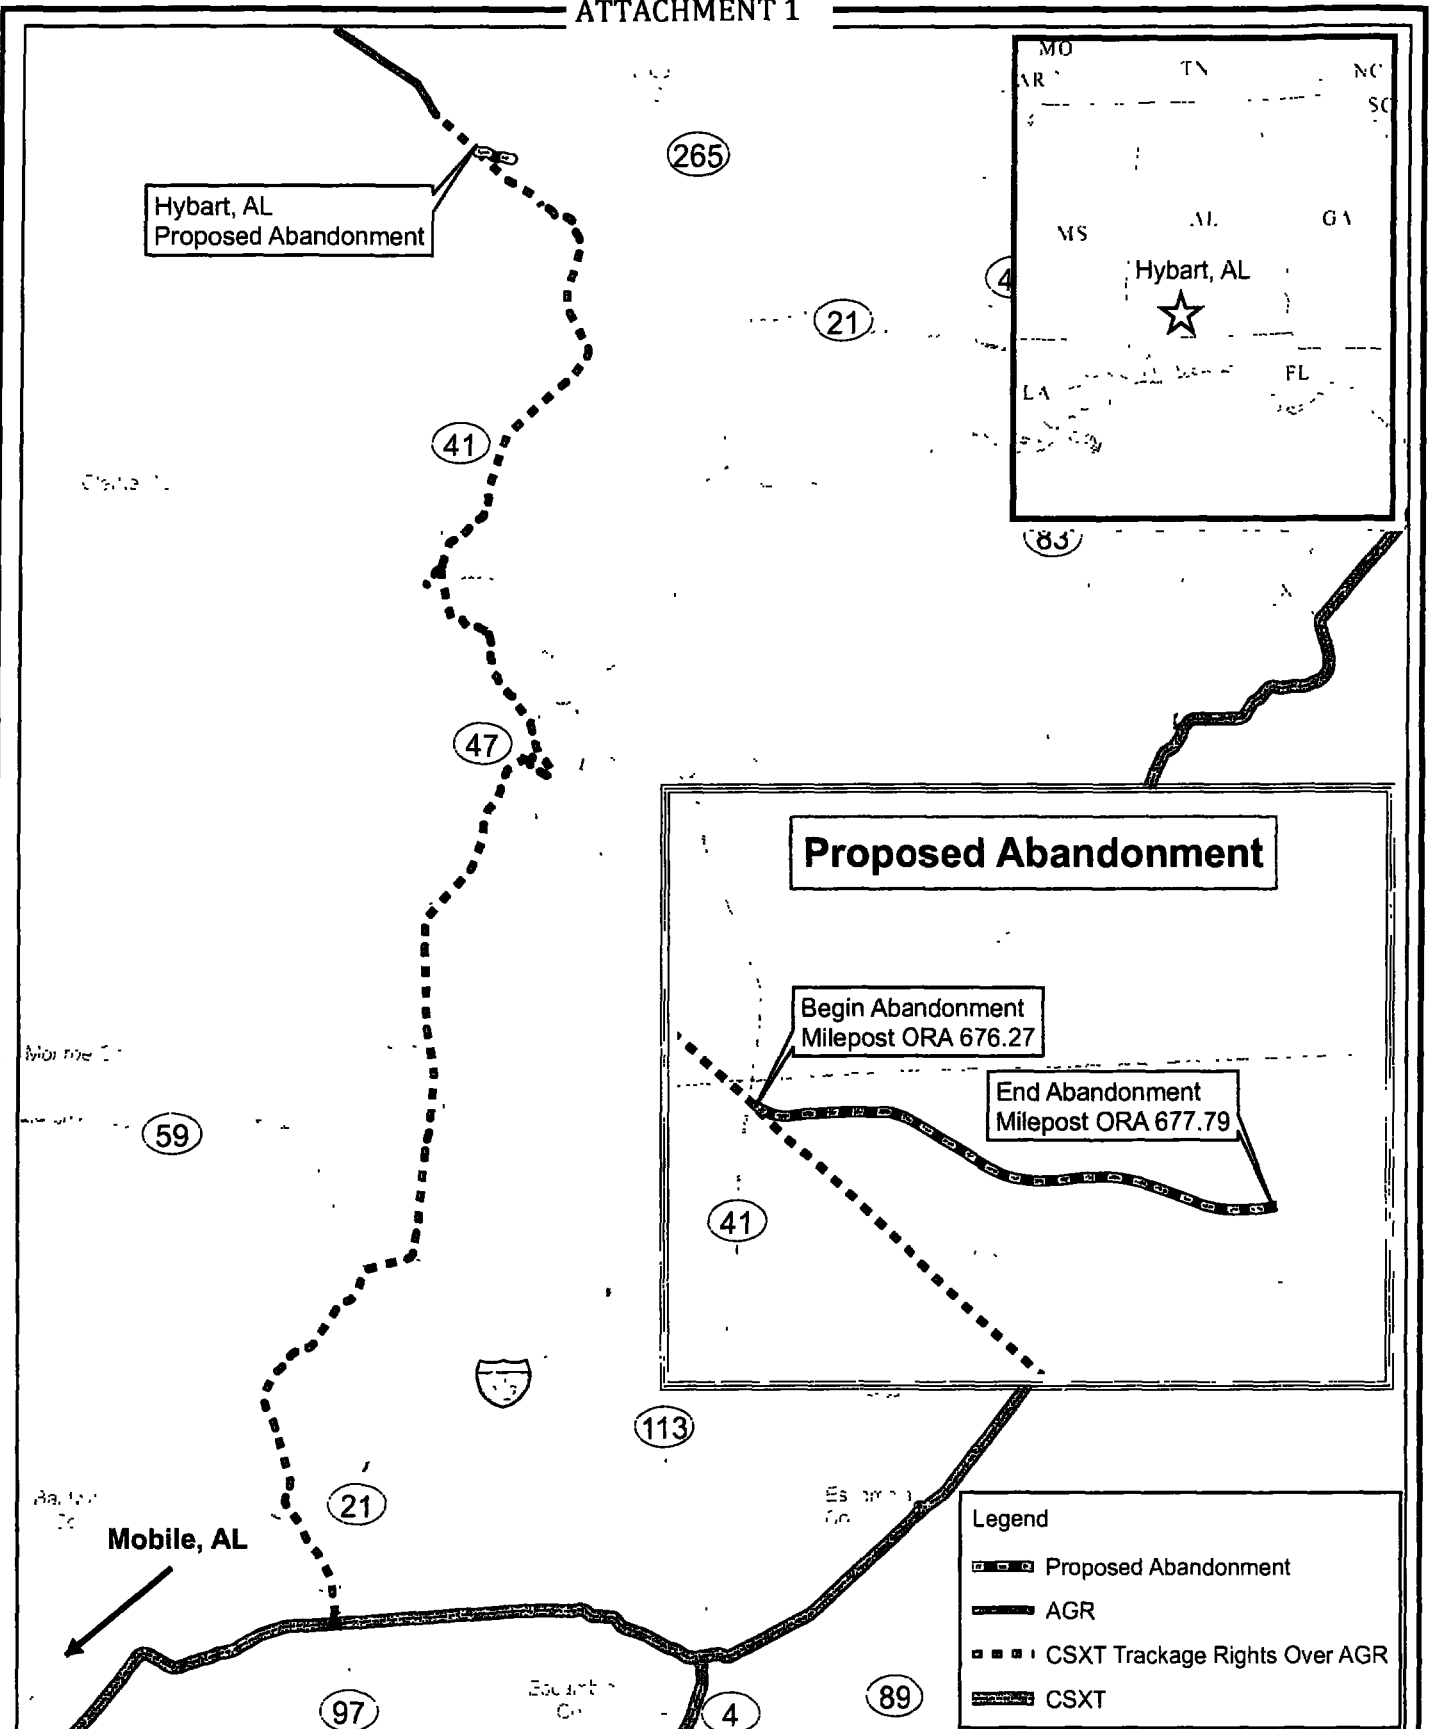 ATTACHMENT 1
MO
AR
TN
NC
SC
265
Hybart, AL
Proposed Abandonment
MS
AL
GA
Hybart, AL
4
21
FL
LA
41
83
47
Proposed Abandonment
Begin Abandonment
Milepost ORA 676.27
End Abandonment
Milepost ORA 677.79
59
41
113
21
Mobile, AL
Legend
Proposed Abandonment
AGR
CSXT Trackage Rights Over AGR
CSXT
97
4
89